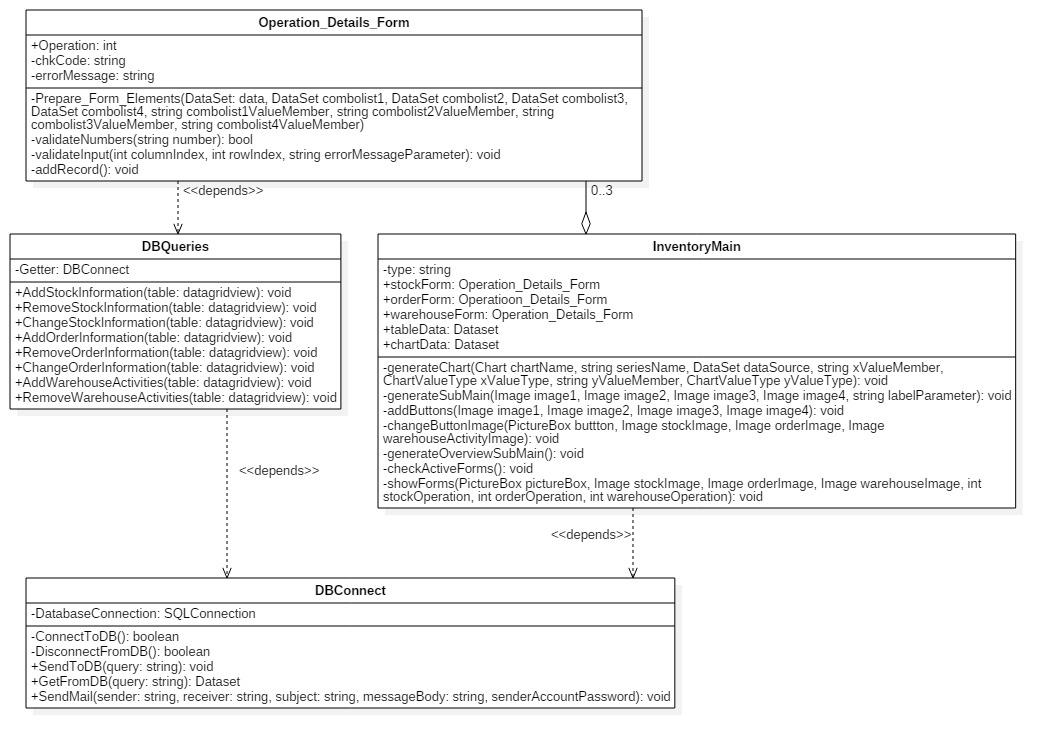 Operation_Details_Form
+Operation: int
-chkCode: string
-errorMessage: string
-Prepare_Form_Elements(DataSet: data, DataSet combolist1, DataSet combolist2, DataSet combolist3,
DataSet combolist4, string combolist1ValueMember, string combolist2ValueMember, string
combolist3ValueMember, string combolist4ValueMember)
-validateNumbers(string number): bool
-validateInput(int columnIndex, int rowIndex, string errorMessageParameter): void
-addRecord(): void
<<depends>>
0..3
DBQueries
-Getter: DBConnect
+AddStockInformation(table: datagridview): void
+RemoveStockInformation(table: datagridview): void
+ChangeStockInformation(table: datagridview): void
+AddOrderInformation(table: datagridview): void
+RemoveOrderInformation(table: datagridview): void
+ChangeOrderInformation(table: datagridview): void
+AddWarehouseActivities(table: datagridview): void
+RemoveWarehouseActivities(table: datagridview): void
InventoryMain
-type: string
+stockForm: Operation_Details_Form
+orderForm: Operatioon_Details_Form
+warehouseForm: Operation_Details_Form
+tableData: Dataset
+chartData: Dataset
-generateChart(Chart chartName, string seriesName, DataSet dataSource, string xValueMember,
ChartValueType xValueType, string yValueMember, ChartValueType yValueType): void
-generateSubMain(Image image1, Image image2, Image image3, Image image4, string labelParameter): void
-addButtons(Image image1, Image image2, Image image3, Image image4): void
-changeButtonImage(PictureBox buttton, Image stockImage, Image orderImage, Image
warehouseActivityImage): void
-generateOverviewSubMain(): void
-checkActiveForms(): void
-showForms(PictureBox pictureBox, Image stockImage, Image orderImage, Image warehouseImage, int
stockOperation, int orderOperation, int warehouseOperation): void
<<depends>>
<<depends>>
DBConnect
-DatabaseConnection: SQLConnection
-ConnectToDB(): boolean
-DisconnectFromDB(): boolean
+SendToDB(query: string): void
+GetFromDB(query: string): Dataset
+SendMail(sender: string, receiver: string, subject: string, messageBody: string, senderAccountPassword): void